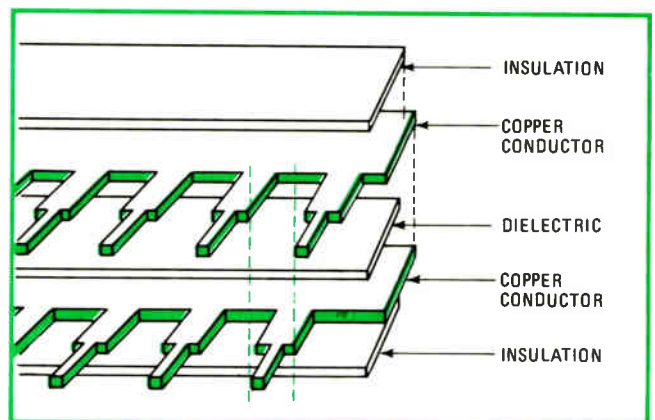 INSULATION
COPPER
CONDUCTOR
DIELECTRIC
COPPER
CONDUCTOR
INSULATION